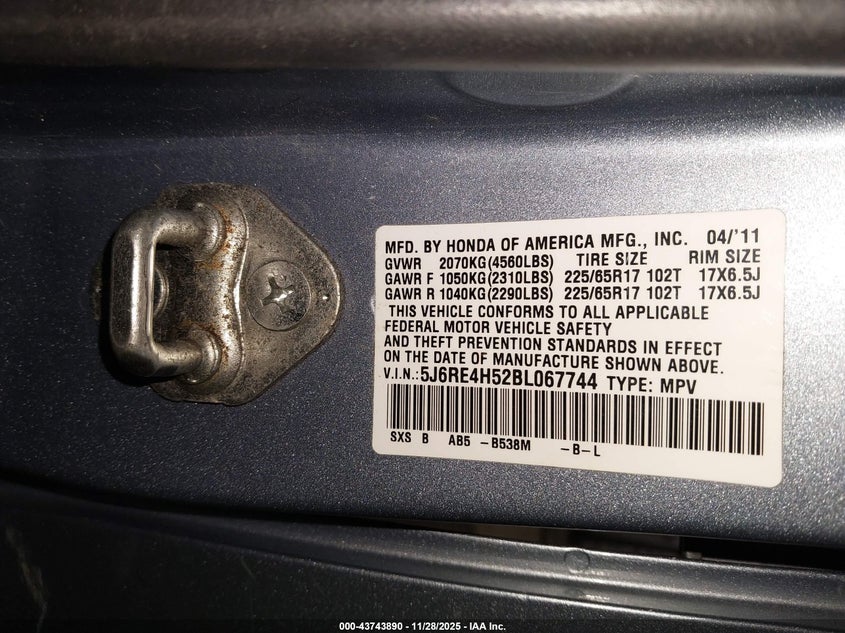 MFD. BY HONDA OF AMERICA MFG., INC. 04/'11
GVWR 2070KG(4560LBS) TIRE SIZE RIM SIZE
GAWR F 1050KG(2310LBS) 225/65R17 102T 17X6.5J
GAWR R 1040KG(2290LBS) 225/65R17 102T 17X6.5J
THIS VEHICLE CONFORMS TO ALL APPLICABLE
FEDERAL MOTOR VEHICLE SAFETY
AND THEFT PREVENTION STANDARDS IN EFFECT
ON THE DATE OF MANUFACTURE SHOWN ABOVE.
V.I.N.:5J6RE4H52BL067744 TYPE: MPV
SXS B AB5 -B538M -B-L
000-43743890 - 11/28/2025 - IAA Inc.